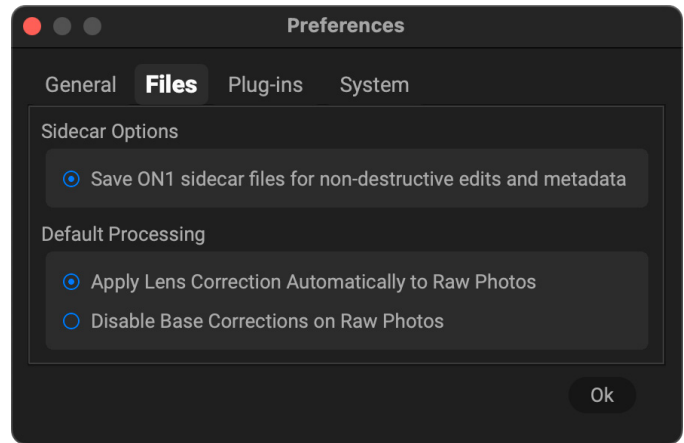 Preferences
General Files Plug-ins System
Sidecar Options
Save ON1 sidecar files for non-destructive edits and metadata
Default Processing
Apply Lens Correction Automatically to Raw Photos
Disable Base Corrections on Raw Photos
Ok